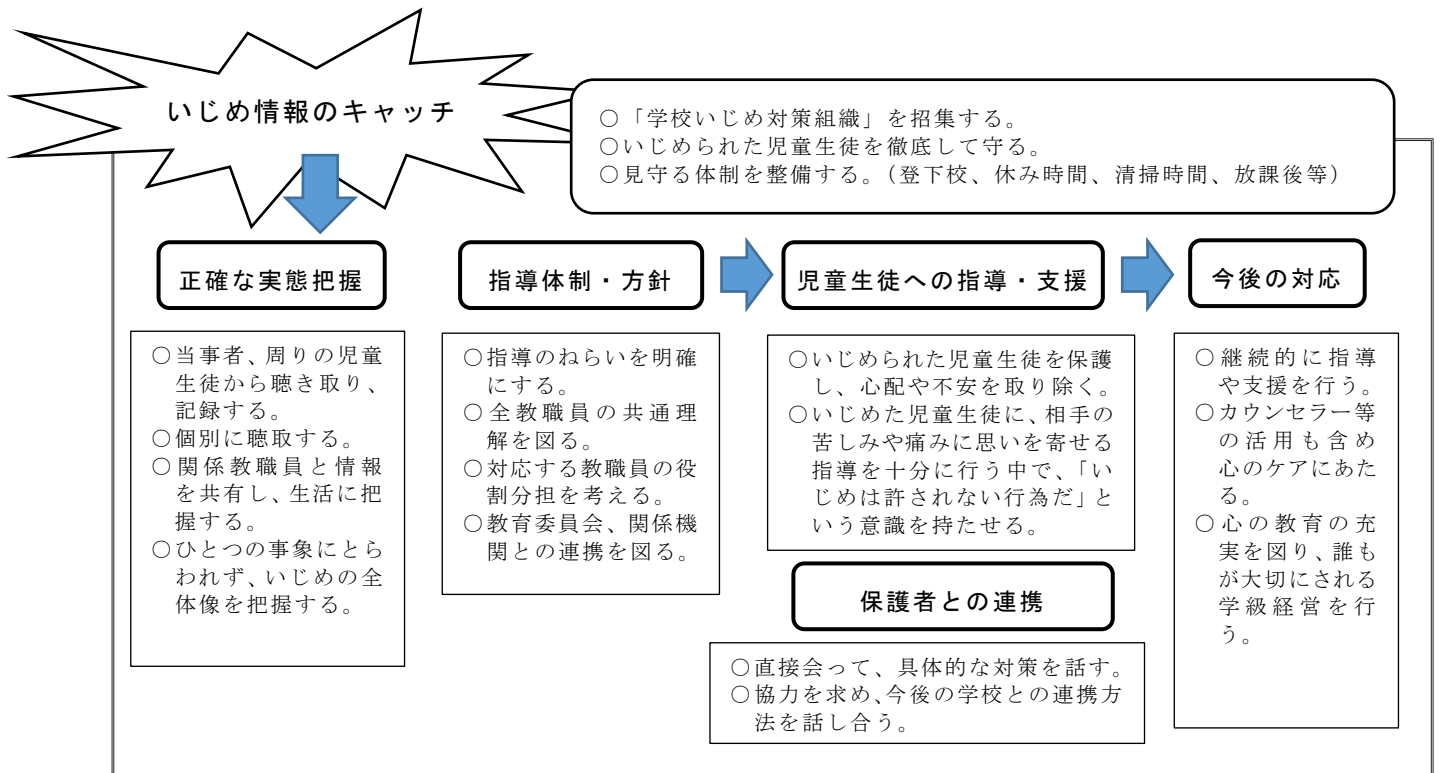 いじめ情報のキャッチ
○「学校いじめ対策組織」を招集する。
○いじめられた児童生徒を徹底して守る。
○見守る体制を整備する。(登下校、休み時間、清掃時間、放課後等)
正確な実態把握
○当事者、周りの児童
生徒から聴き取り、
記録する。
○個別に聴取する。
○関係教職員と情報
を共有し、生活に把
握する。
○ひとつの事象にとら
われず、いじめの全
体像を把握する。
指導体制・方針
○指導のねらいを明確
にする。
○全教職員の共通理
解を図る。
○対応する教職員の役
割分担を考える。
○教育委員会、関係機
関との連携を図る。
児童生徒への指導・支援
○いじめられた児童生徒を保護
し、心配や不安を取り除く。
○いじめた児童生徒に、相手の
苦しみや痛みに思いを寄せる
指導を十分に行う中で、「い
じめは許されない行為だ」と
いう意識を持たせる。
保護者との連携
○直接会って、具体的な対策を話す。
○協力を求め、今後の学校との連携方
法を話し合う。
今後の対応
○継続的に指導
や支援を行う。
○カウンセラー等
の活用も含め
心のケアにあた
る。
○心の教育の充
実を図り、誰も
が大切にされる
学級経営を行
う。